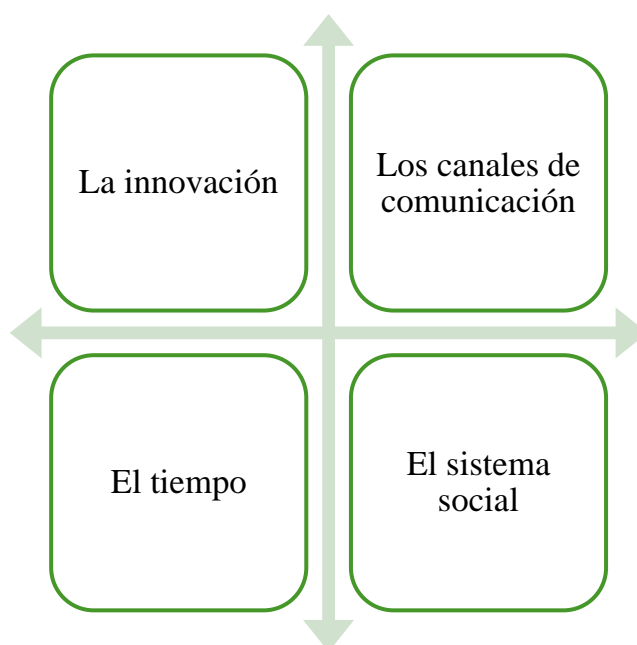 La innovación
Los canales de
comunicación
El tiempo
El sistema
social